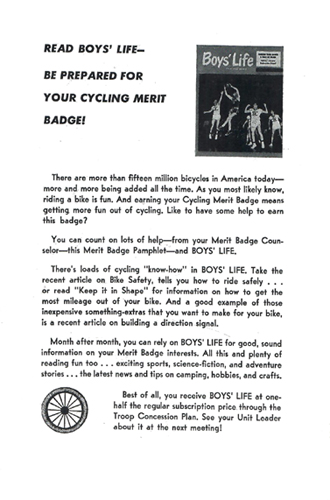 READ BOYS' LIFE—
BE PREPARED FOR
YOUR CYCLING MERIT
BADGE!
Boys' Life
There are more than fifteen million bicycles in America today—
more and more being added all the time. As you most likely know,
riding a bike is fun. And earning your Cycling Merit Badge means
getting more fun out of cycling. Like to have some help to earn
this badge?
You can count on lots of help—from your Merit Badge Coun-
selor—this Merit Badge Pamphlet—and BOYS' LIFE.
There's loads of cycling "know-how" in BOYS' LIFE. Take the
recent article on Bike Safety, tells you how to ride safely . . .
or read "Keep it in Shape" for information on how to get the
most mileage out of your bike. And a good example of those
inexpensive something-extras that you want to make for your bike,
is a recent article on building a direction signal.
Month after month, you can rely on BOYS' LIFE for good, sound
information on your Merit Badge interests. All this and plenty of
reading fun too . . . exciting sports, science-fiction, and adventure
stories . . . the latest news and tips on camping, hobbies, and crafts.
Best of all, you receive BOYS' LIFE at one-
half the regular subscription price through the
Troop Concession Plan. See your Unit Leader
about it at the next meeting!